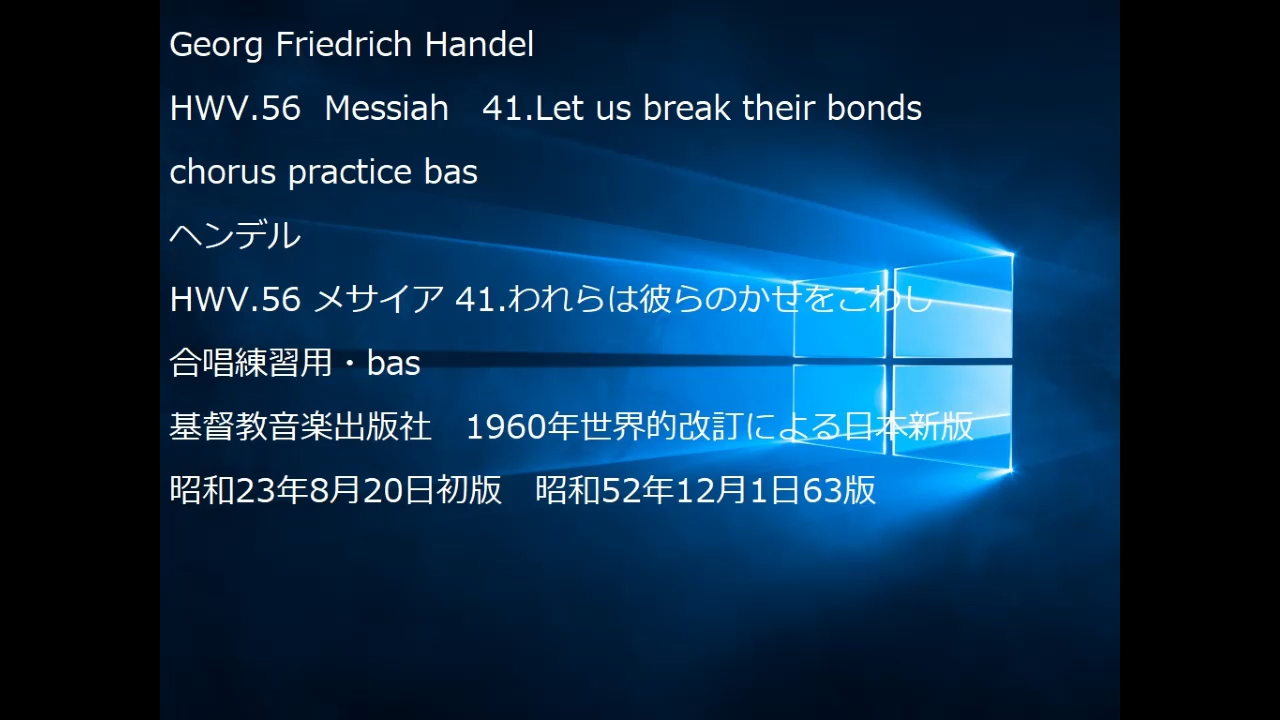 Georg Friedrich Handel
HWV.56  Messiah   41.Let us break their bonds
chorus practice bas
ヘンデル
HWV.56 メサイア 41.われらは彼らのかせをこわし
合唱練習用・bas
基督教音楽出版社　1960年世界的改訂による日本新版
昭和23年8月20日初版　昭和52年12月1日63版